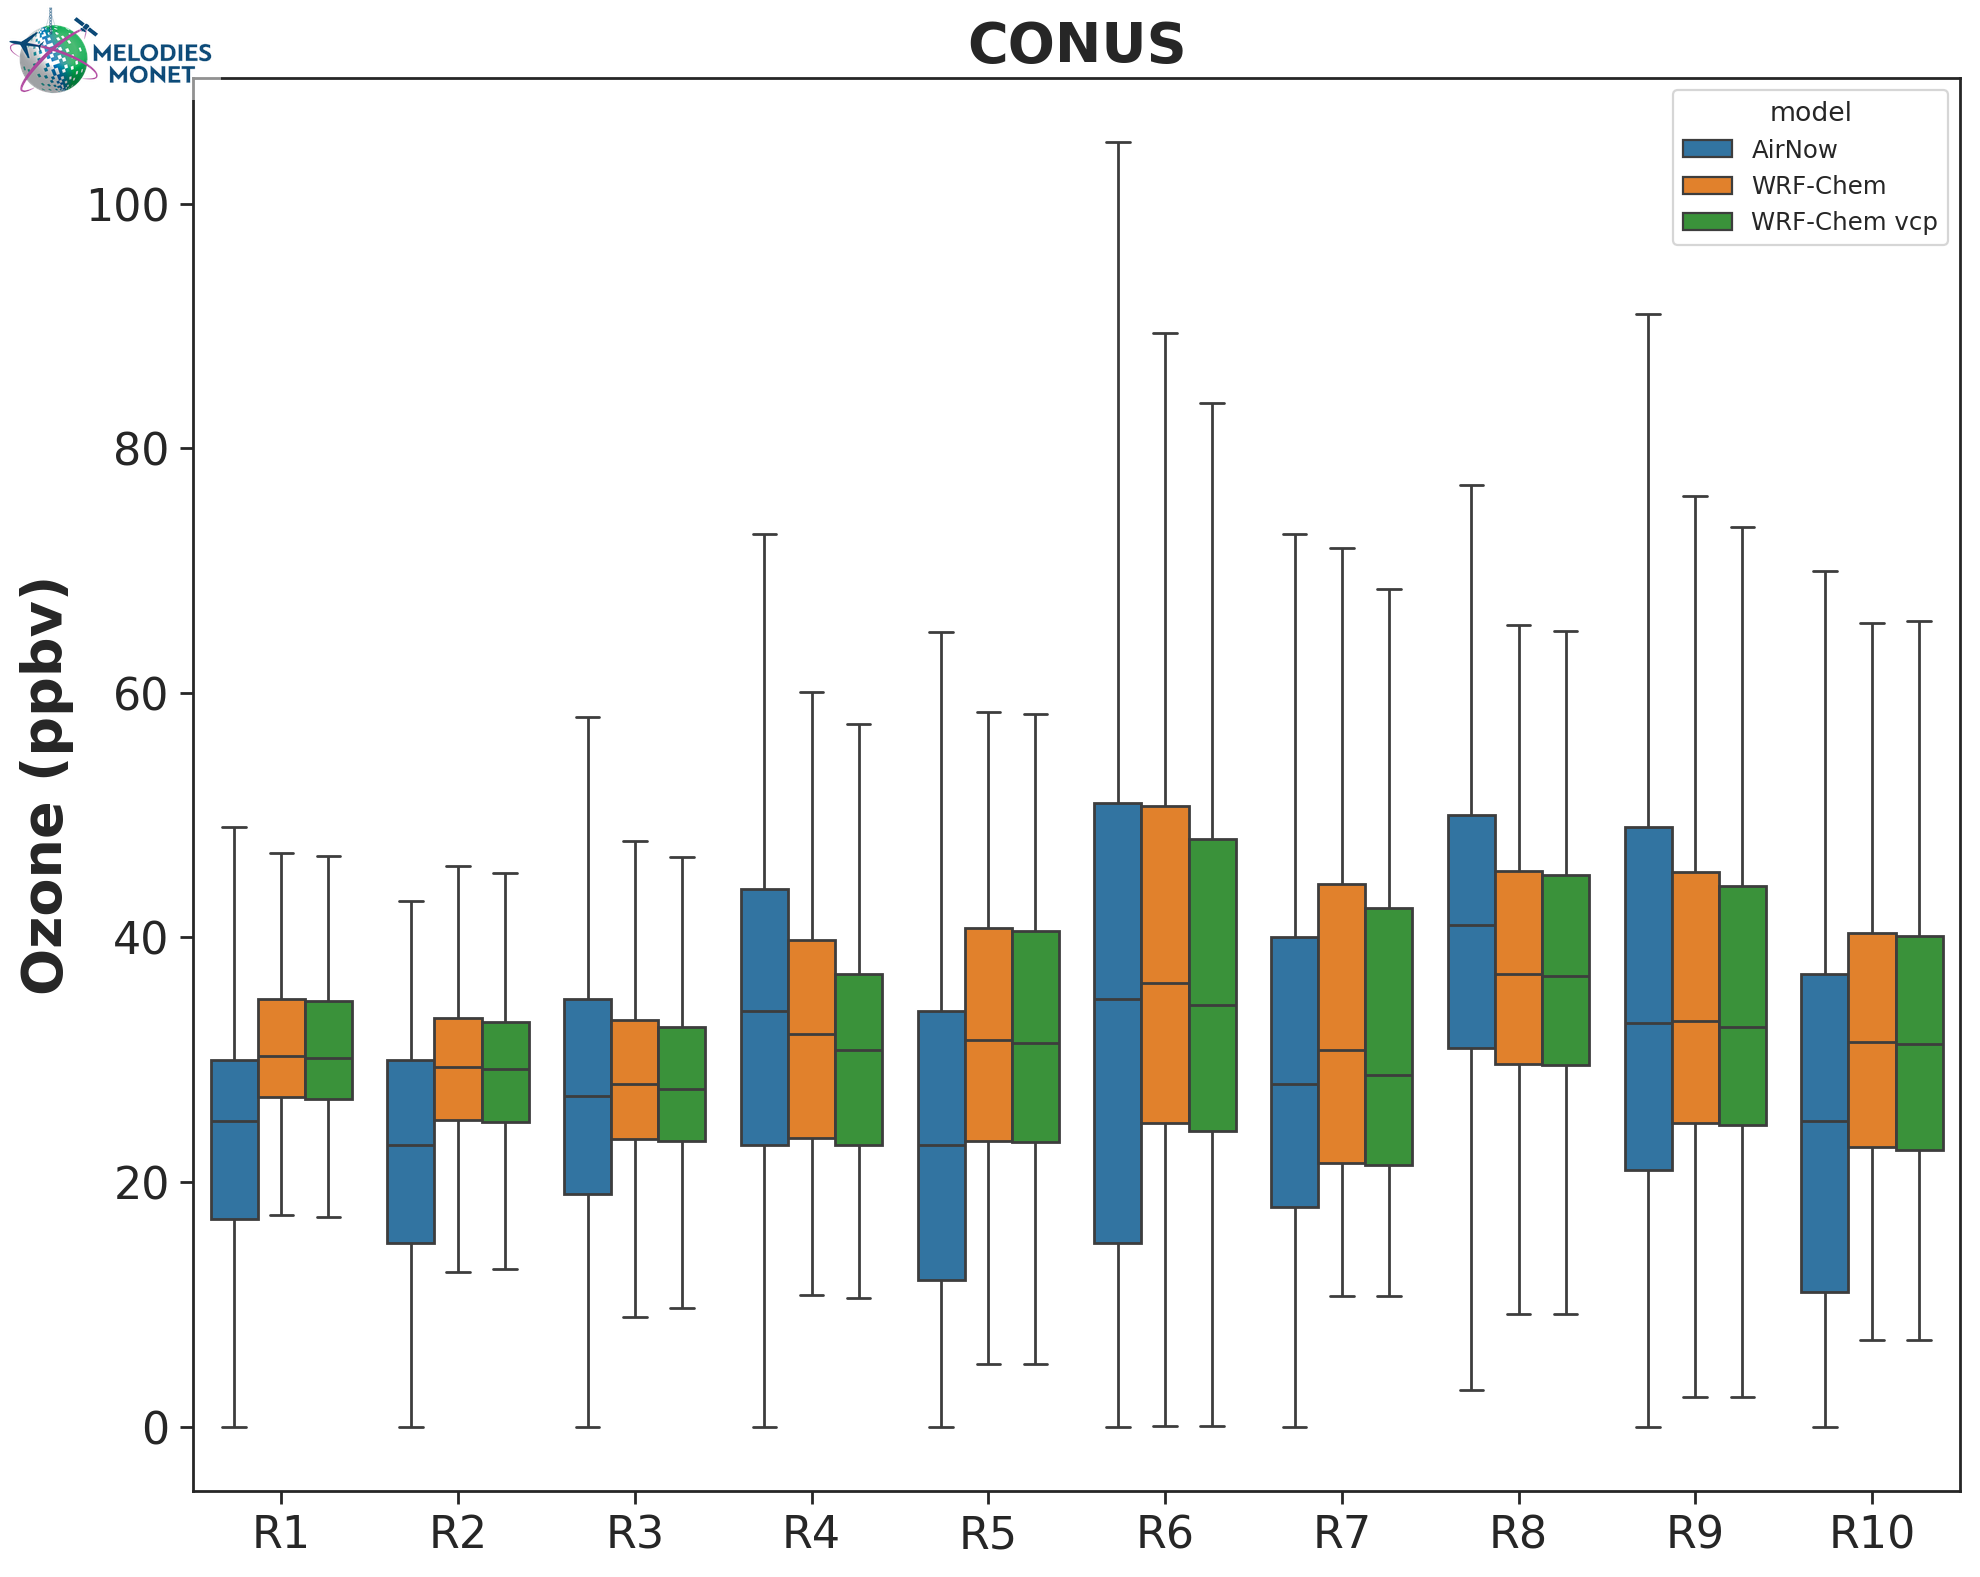 MELODIES
MONET
CONUS
model
AirNow
WRF-Chem
WRF-Chem vcp
Ozone (ppbv)
100
80
60
40
20
0
R1 R2 R3 R4 R5 R6 R7 R8 R9 R10